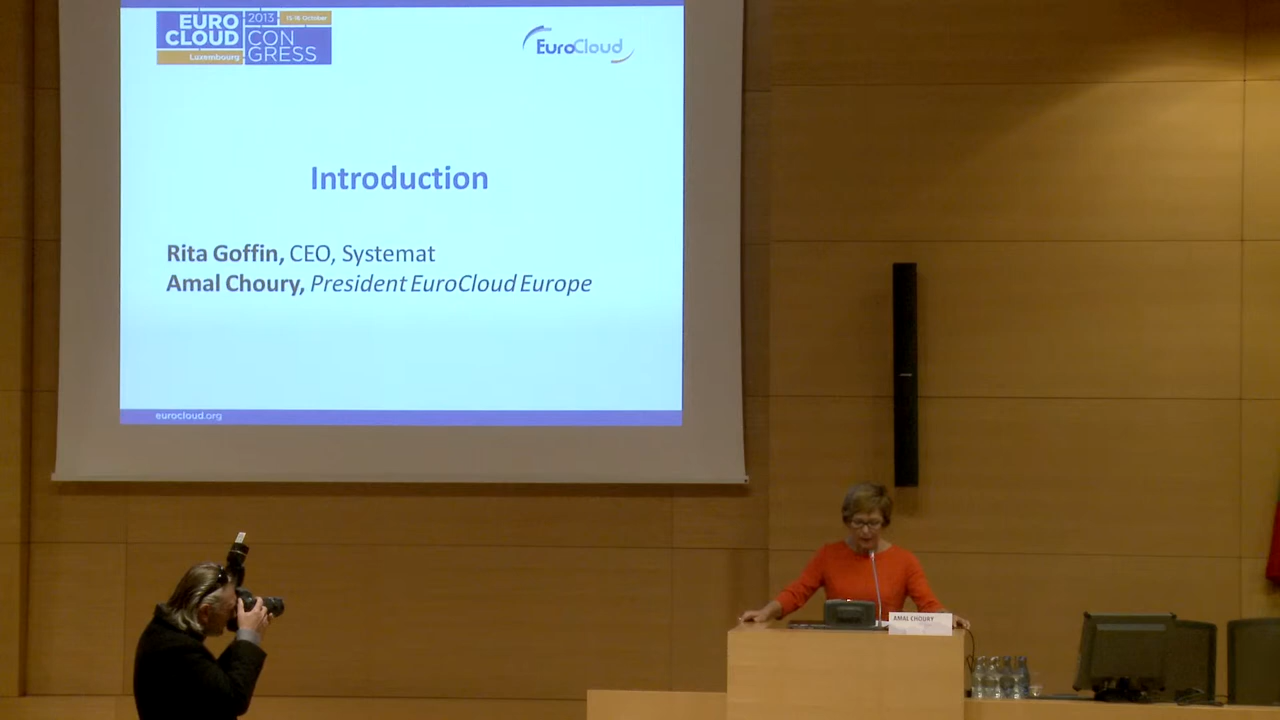 EURO
CLOUD
Luxembourg
2013
15-16 October
CON
GRESS
EuroCloud
Introduction
Rita Goffin, CEO, Systemat
Amal Choury, President EuroCloud Europe
eurocloud.org
AMAL CHOURY